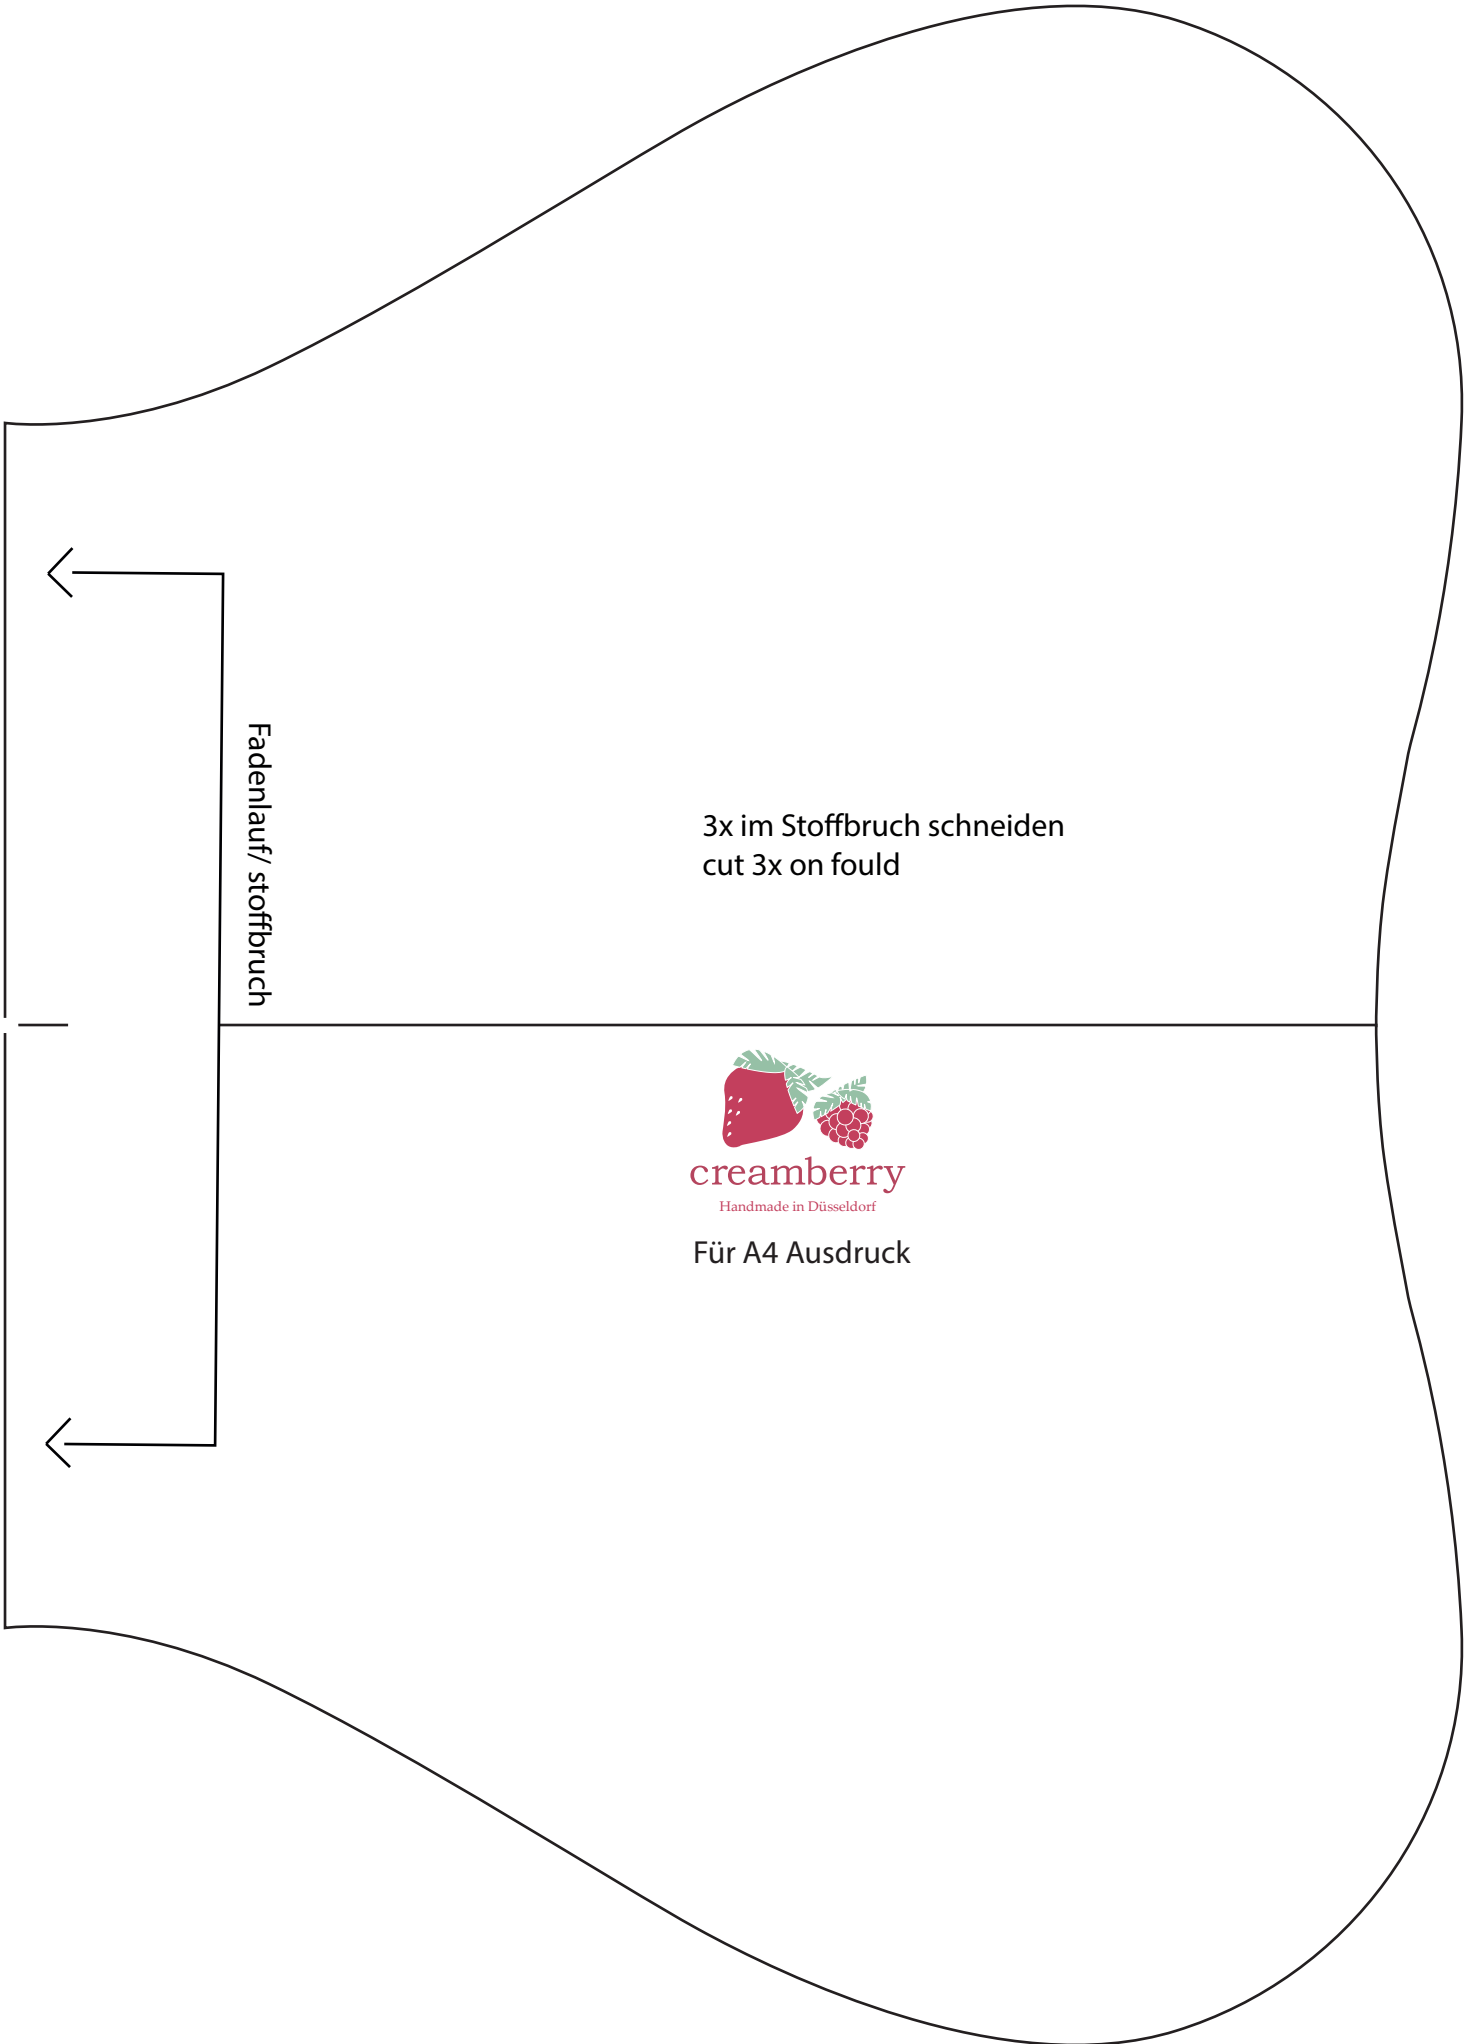 Fadenlauf/ stoffbruch
3x im Stoffbruch schneiden
cut 3x on fould
creamberry
Handmade in Düsseldorf
Für A4 Ausdruck